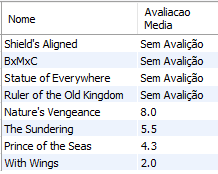 Nome Avaliacao Media
Shield's Aligned Sem Avalição
BxMxC Sem Avalição
Statue of Everywhere Sem Avalição
Ruler of the Old Kingdom Sem Avalição
Nature's Vengeance 8.0
The Sundering 5.5
Prince of the Seas 4.3
With Wings 2.0